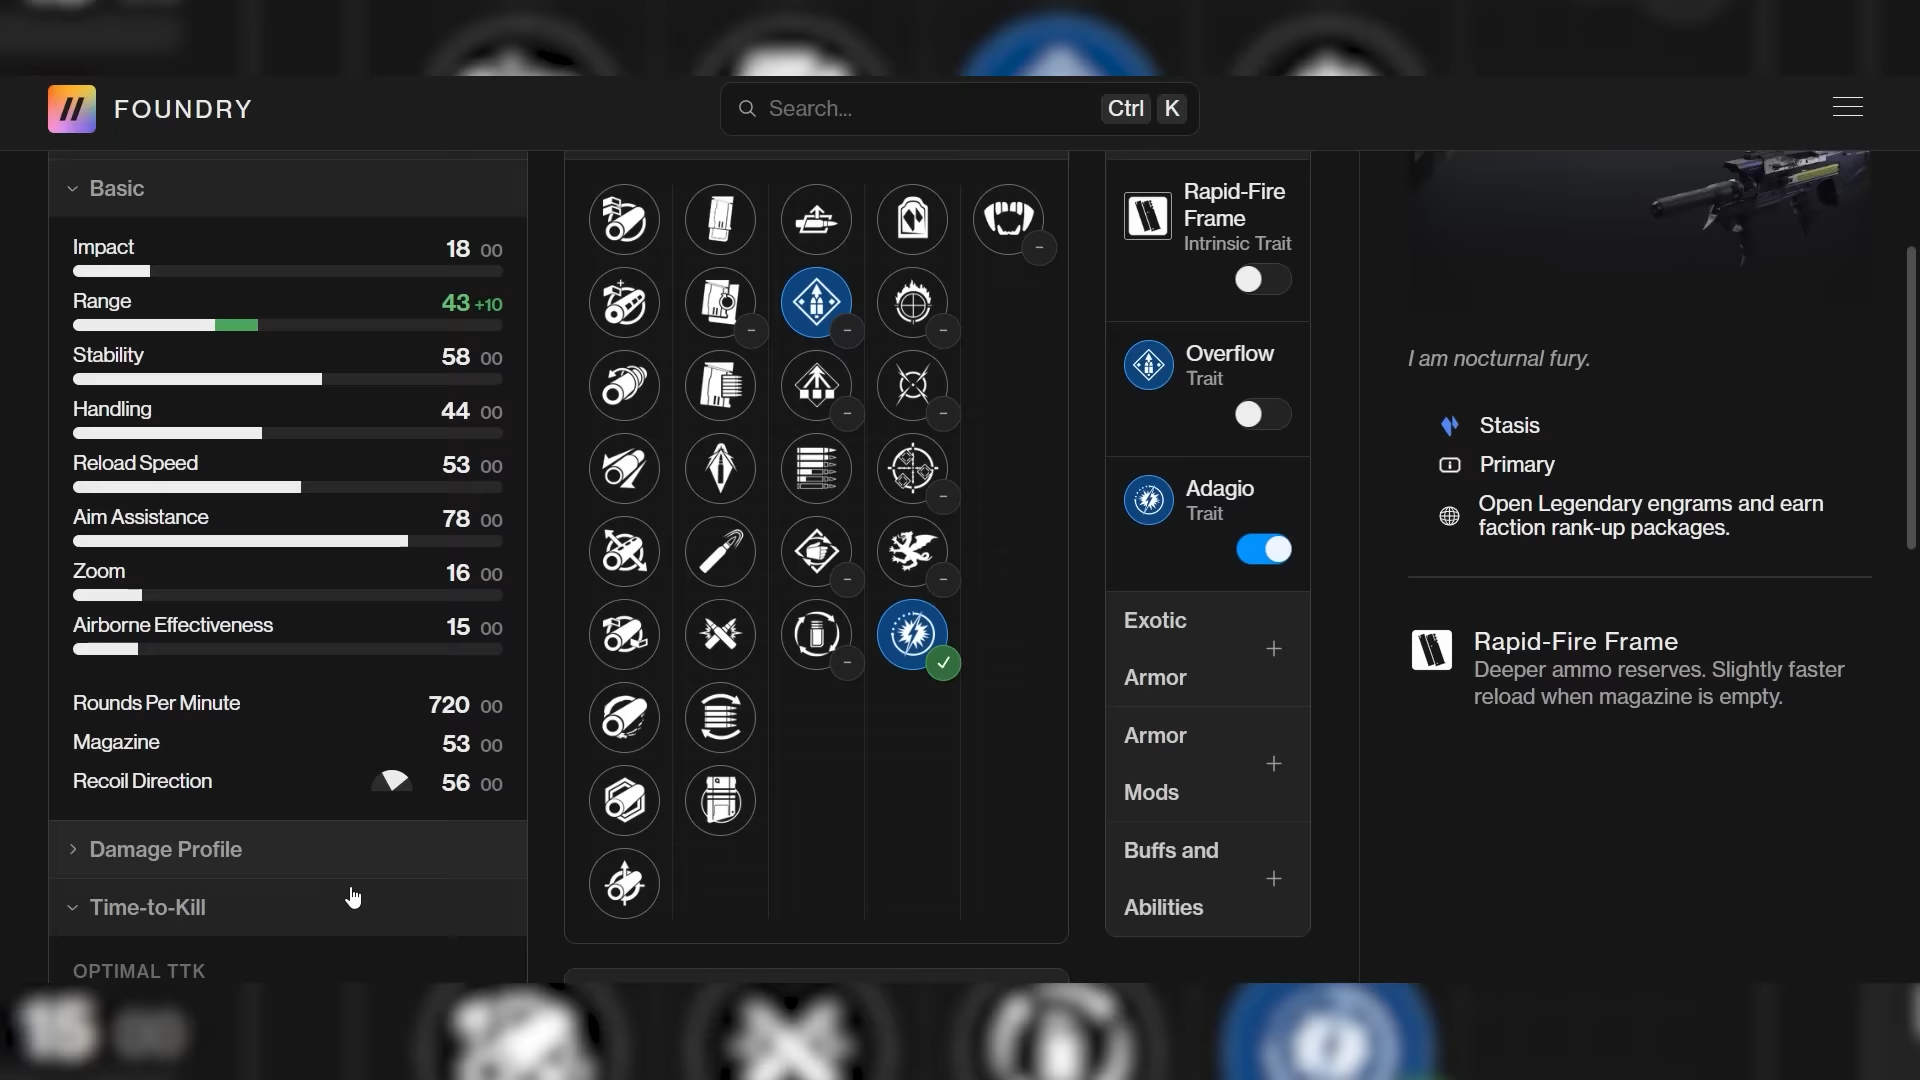 FOUNDRY
Search...
Ctrl K
Basic
Impact 18 00
Range 43 +10
Stability 58 00
Handling 44 00
Reload Speed 53 00
Aim Assistance 78 00
Zoom 16 00
Airborne Effectiveness 15 00
Rounds Per Minute 720 00
Magazine 53 00
Recoil Direction 56 00
Damage Profile
Time-to-Kill
OPTIMAL TTK
Rapid-Fire
Frame
Intrinsic Trait
Overflow
Trait
Adagio
Trait
Exotic
Armor
Armor
Mods
Buffs and
Abilities
I am nocturnal fury.
Stasis
Primary
Open Legendary engrams and earn
faction rank-up packages.
Rapid-Fire Frame
Deeper ammo reserves. Slightly faster
reload when magazine is empty.
15 00